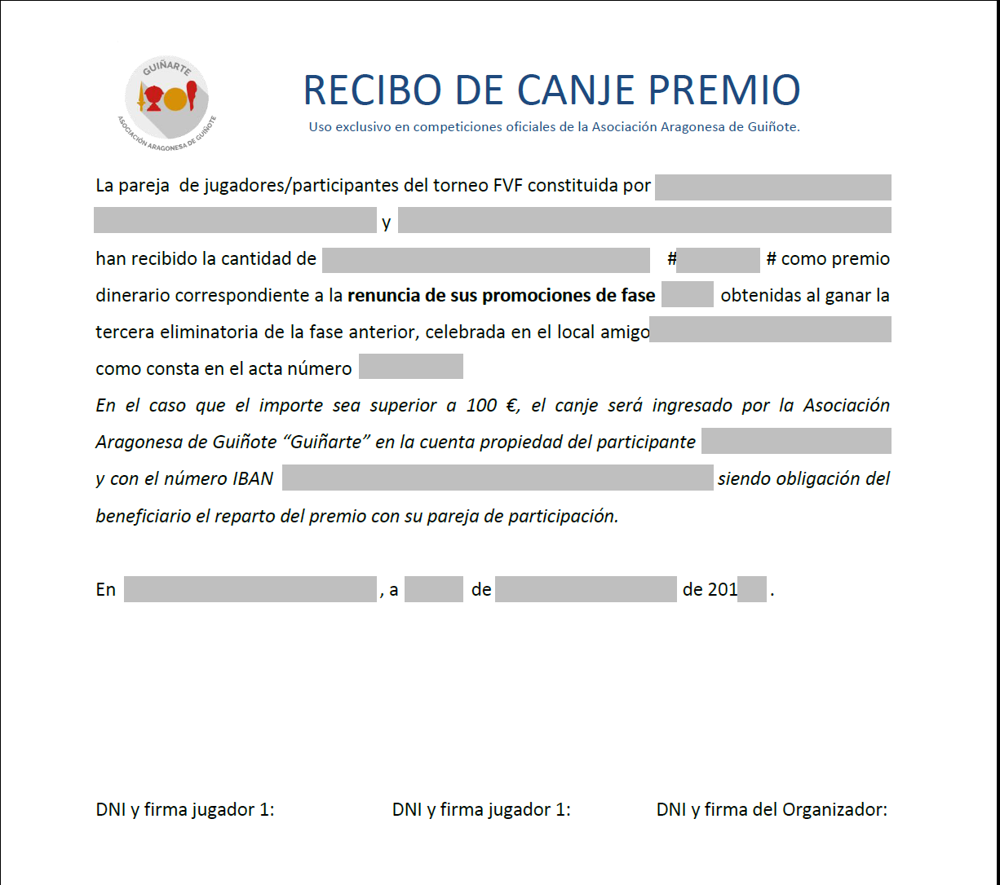 GUIÑARTE
ASOCIACIÓN ARAGONESA DE GUIÑOTE
RECIBO DE CANJE PREMIO
Uso exclusivo en competiciones oficiales de la Asociación Aragonesa de Guiñote.
La pareja de jugadores/participantes del torneo FVF constituida por
y
han recibido la cantidad de # # como premio
dinerario correspondiente a la renuncia de sus promociones de fase obtenidas al ganar la
tercera eliminatoria de la fase anterior, celebrada en el local amigo
como consta en el acta número
En el caso que el importe sea superior a 100 €, el canje será ingresado por la Asociación
Aragonesa de Guiñote “Guiñarte” en la cuenta propiedad del participante
y con el número IBAN siendo obligación del
beneficiario el reparto del premio con su pareja de participación.
En , a de de 201 .
DNI y firma jugador 1: DNI y firma jugador 1: DNI y firma del Organizador: